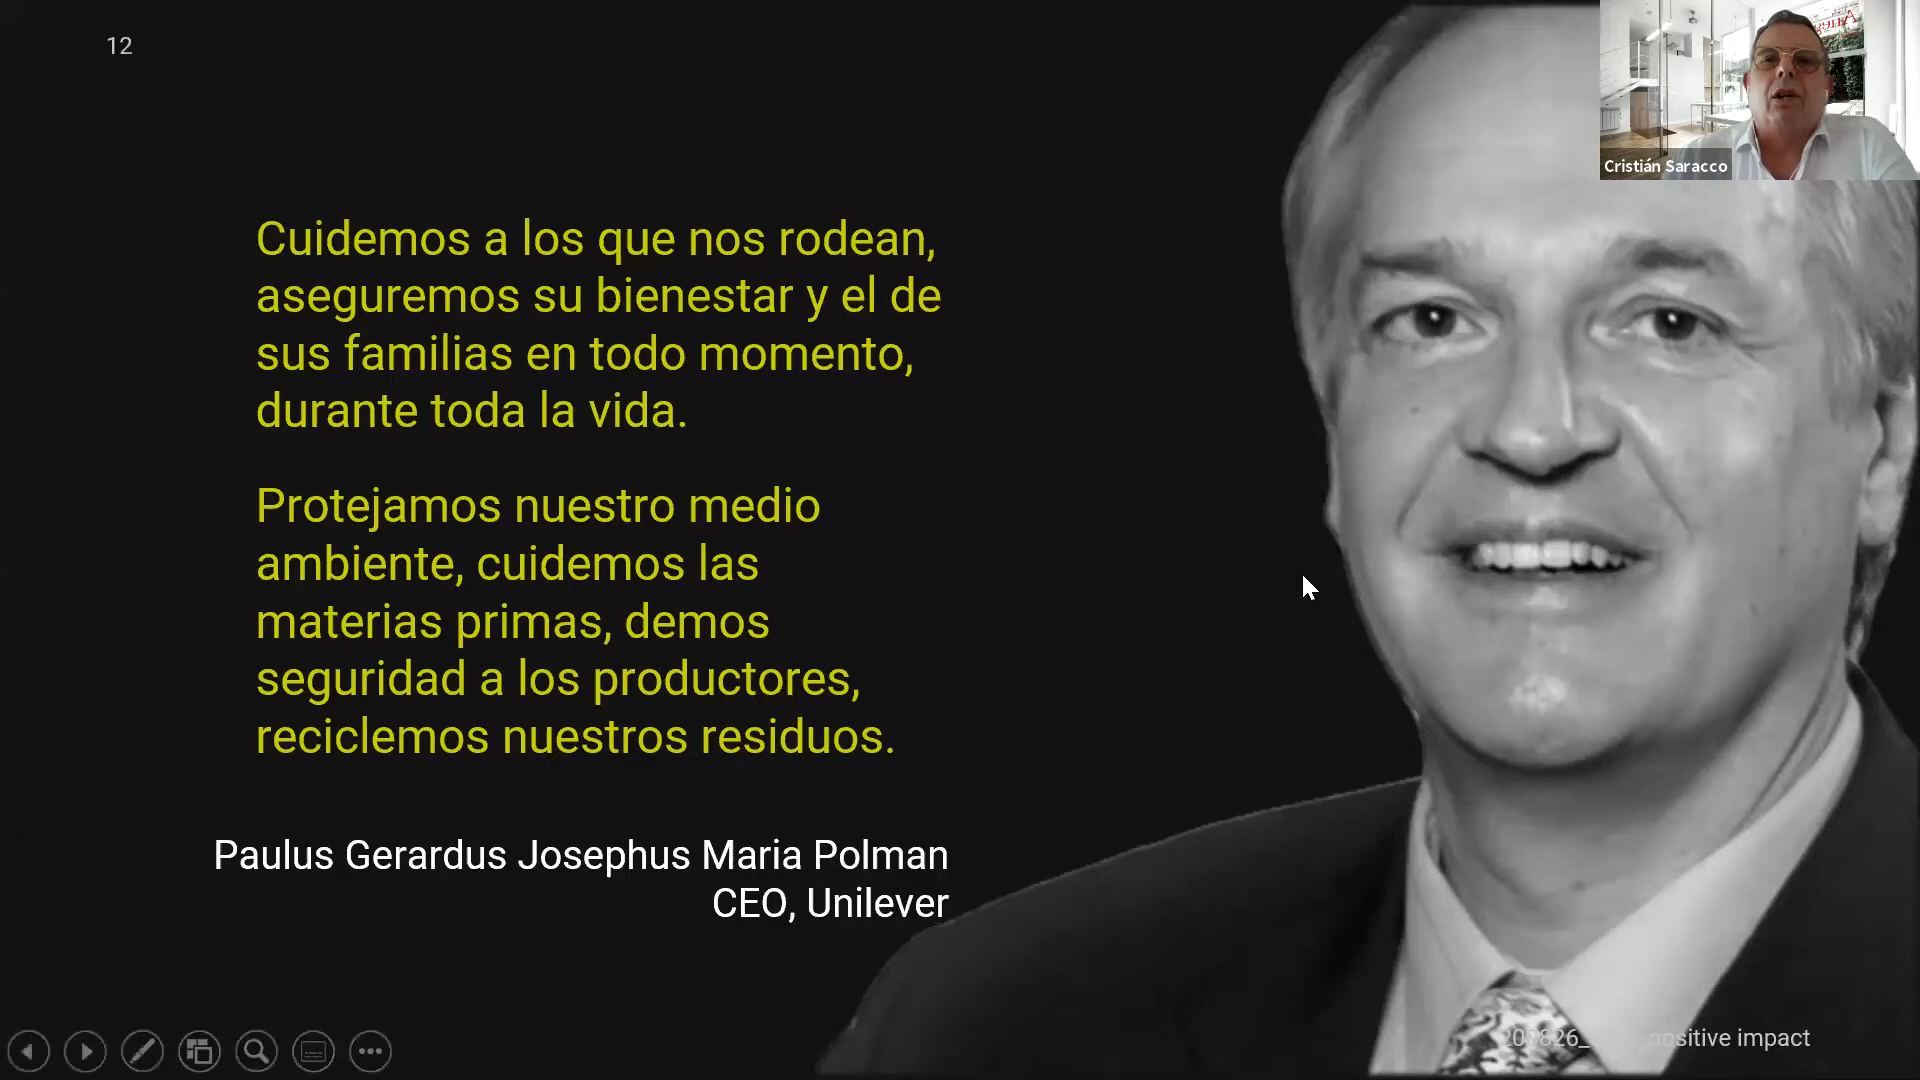 12
Cristián Saracco
Cuidemos a los que nos rodean,
aseguremos su bienestar y el de
sus familias en todo momento,
durante toda la vida.
Protejamos nuestro medio
ambiente, cuidemos las
materias primas, demos
seguridad a los productores,
reciclemos nuestros residuos.
Paulus Gerardus Josephus Maria Polman
CEO, Unilever
positive impact